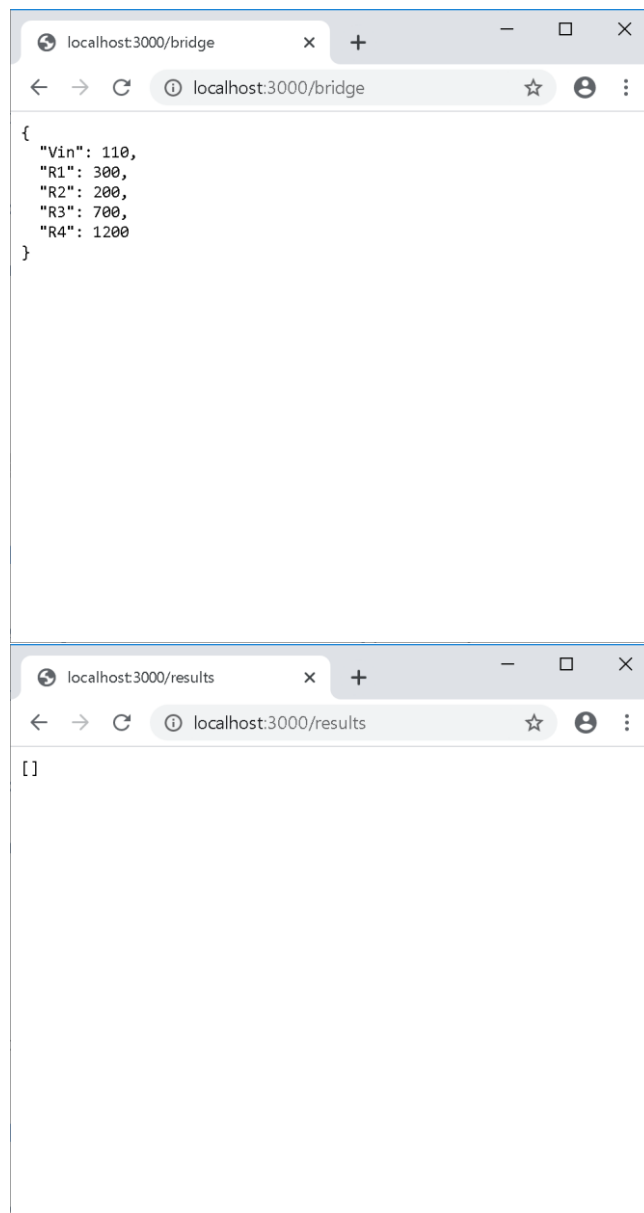 localhost:3000/bridge
localhost:3000/bridge
{
  "Vin": 110,
  "R1": 300,
  "R2": 200,
  "R3": 700,
  "R4": 1200
}
localhost:3000/results
localhost:3000/results
[]